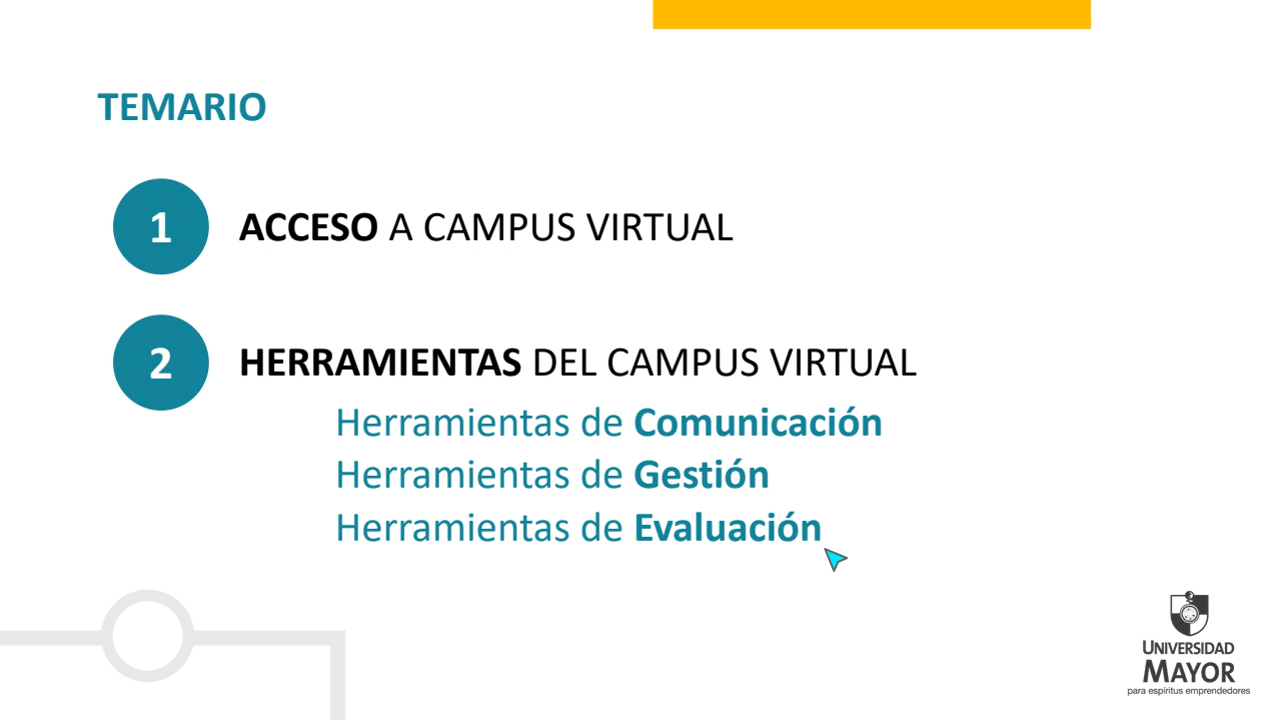 TEMARIO
1
ACCESO A CAMPUS VIRTUAL
2
HERRAMIENTAS DEL CAMPUS VIRTUAL
Herramientas de Comunicación
Herramientas de Gestión
Herramientas de Evaluación
UNIVERSIDAD
MAYOR
para espíritus emprendedores